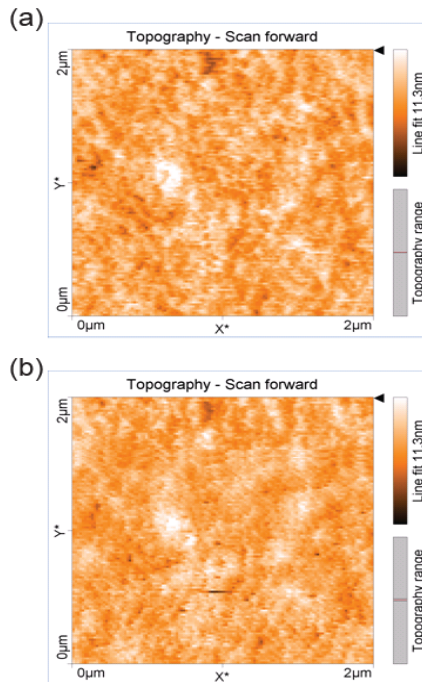 (a)
Topography - Scan forward
2µm
Y*
0µm
0µm
X*
2µm
Line fit 11.3nm
Topography range
(b)
Topography - Scan forward
2µm
Y*
0µm
0µm
X*
2µm
Line fit 11.3nm
Topography range